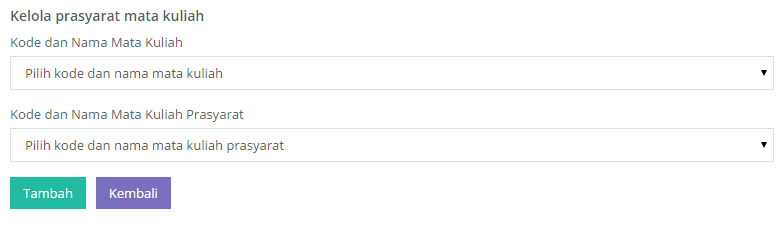 Kelola prasyarat mata kuliah
Kode dan Nama Mata Kuliah
Pilih kode dan nama mata kuliah
Kode dan Nama Mata Kuliah Prasyarat
Pilih kode dan nama mata kuliah prasyarat
Tambah Kembali